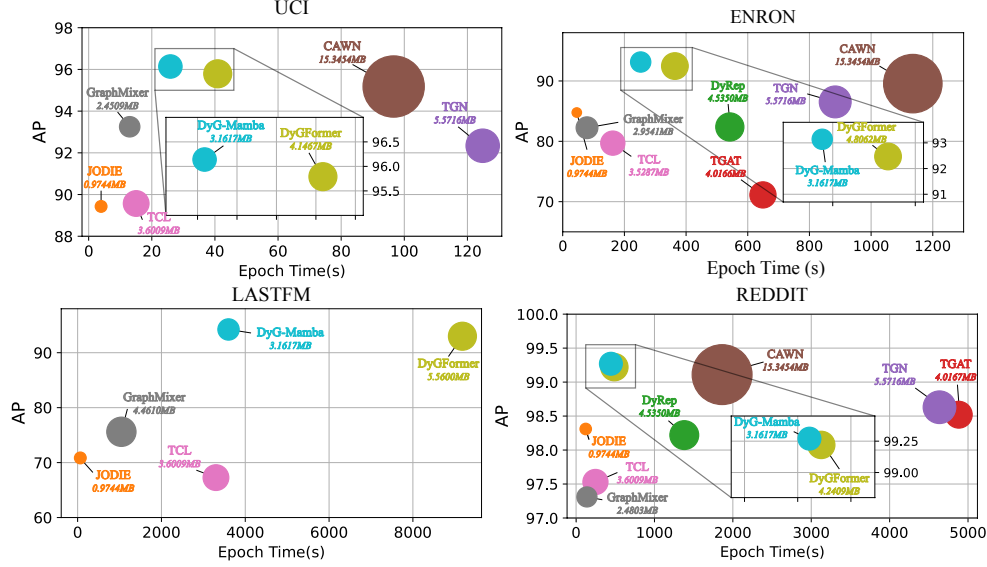 UCI
98
96
94
92
90
88
AP
0
20
40
60
80
100
120
Epoch Time(s)
CAWN
15.3454MB
GraphMixer
2.4509MB
TGN
5.5716MB
JODIE
0.9744MB
TCL
3.6009MB
DyG-Mamba
3.1617MB
DyGFormer
4.1467MB
96.5
96.0
95.5
ENRON
90
80
70
AP
0
200
400
600
800
1000
1200
Epoch Time (s)
CAWN
15.3454MB
DyRep
4.5350MB
TGN
5.5716MB
GraphMixer
2.9541MB
JODIE
0.9744MB
TCL
3.5287MB
TGAT
4.0166MB
DyGFormer
4.8062MB
DyG-Mamba
3.1617MB
93
92
91
LASTFM
90
80
70
60
AP
0
2000
4000
6000
8000
Epoch Time(s)
DyG-Mamba
3.1617MB
DyGFormer
5.5600MB
GraphMixer
4.4610MB
TCL
3.6009MB
JODIE
0.9744MB
REDDIT
100.0
99.5
99.0
98.5
98.0
97.5
97.0
AP
0
1000
2000
3000
4000
5000
Epoch Time(s)
CAWN
15.3454MB
TGN
5.5716MB
TGAT
4.0167MB
DyRep
4.5350MB
JODIE
0.9744MB
TCL
3.6009MB
GraphMixer
2.4803MB
DyG-Mamba
3.1617MB
DyGFormer
4.2409MB
99.25
99.00